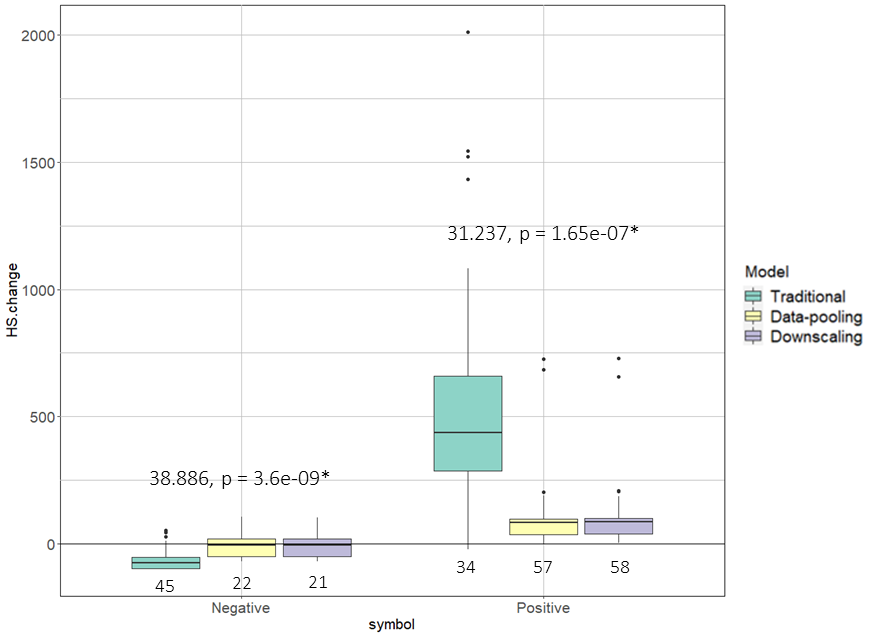 2000
1500
31.237, p = 1.65e-07*
1000
500
38.886, p = 3.6e-09*
0
HS.change
45
22
21
34
57
58
Negative
Positive
symbol
Model
Traditional
Data-pooling
Downscaling